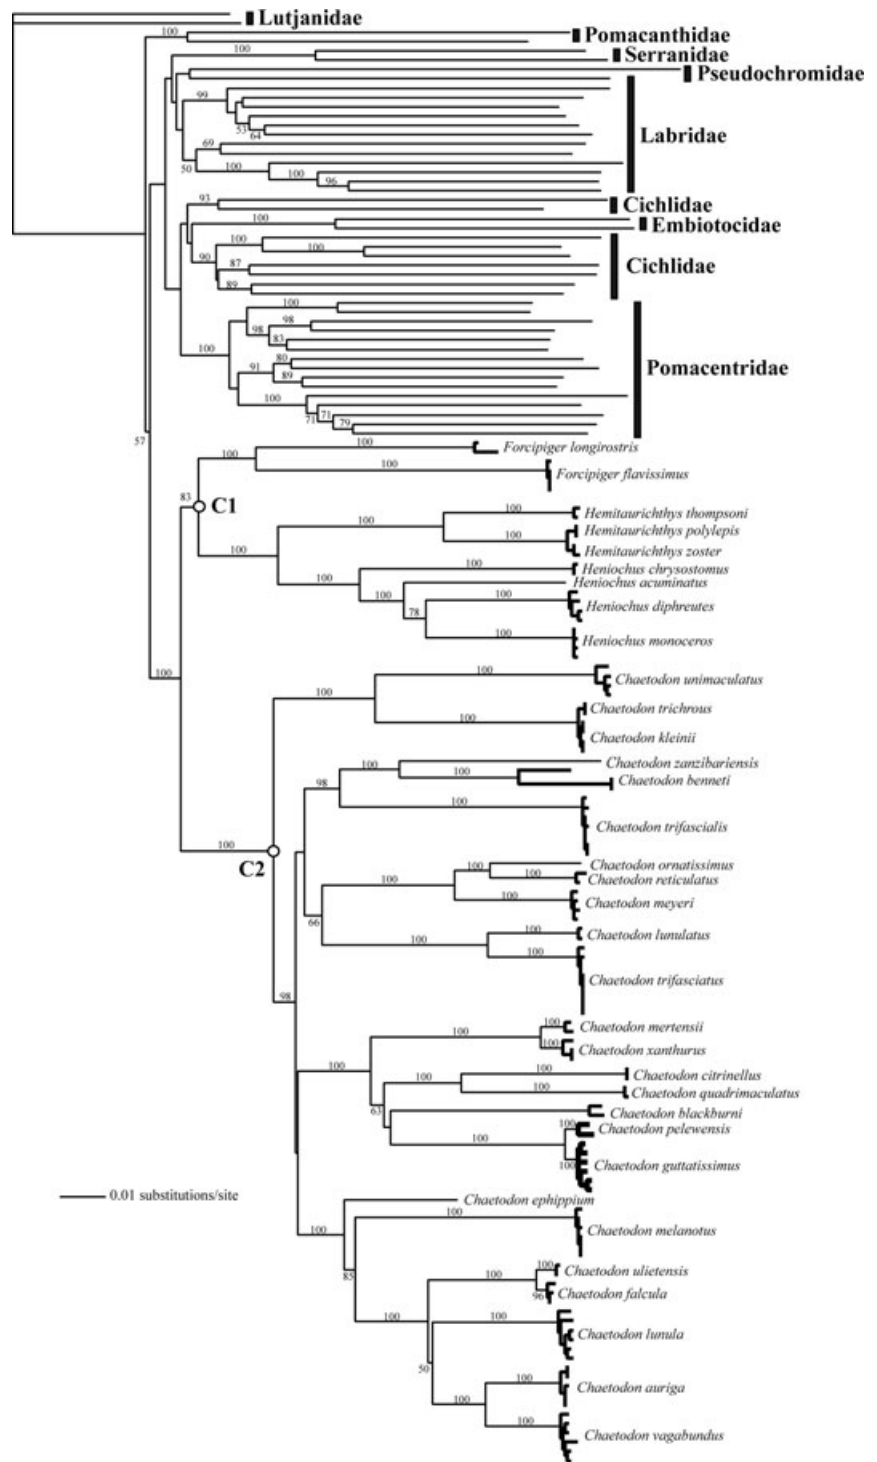 Lutjanidae
100
Pomacanthidae
100
Serranidae
Pseudochromidae
99
53
64
Labridae
69
50
100
100
96
93
Cichlidae
100
Embiotocidae
100
100
90
87
Cichlidae
89
100
98
98
83
100
80
91
89
Pomacentridae
100
71
71
79
57
100
Forcipiger longirostris
100
100
Forcipiger flavissimus
83
C1
100
Hemitaurichthys thompsoni
100
Hemitaurichthys polylepis
100
Hemitaurichthys zoster
100
100
Heniochus chrysostomus
100
Heniochus acuminatus
100
100
Heniochus diphreutes
78
100
Heniochus monoceros
100
100
Chaetodon unimaculatus
100
Chaetodon trichrous
100
Chaetodon kleinii
Chaetodon zanzibariensis
100
100
Chaetodon benneti
98
100
Chaetodon trifascialis
100
C2
Chaetodon ornatissimus
100
100
Chaetodon reticulatus
100
Chaetodon meyeri
100
66
100
Chaetodon lunulatus
100
100
Chaetodon trifasciatus
98
100
Chaetodon mertensii
100
100
Chaetodon xanthurus
100
100
Chaetodon citrinellus
100
100
Chaetodon quadrimaculatus
63
Chaetodon blackburni
100
Chaetodon pelewensis
100
100
Chaetodon guttatissimus
0.01 substitutions/site
Chaetodon ephippium
100
100
Chaetodon melanotus
85
100
Chaetodon ulietensis
100
96
Chaetodon falcula
100
100
Chaetodon lunula
50
100
Chaetodon auriga
100
100
Chaetodon vagabundus